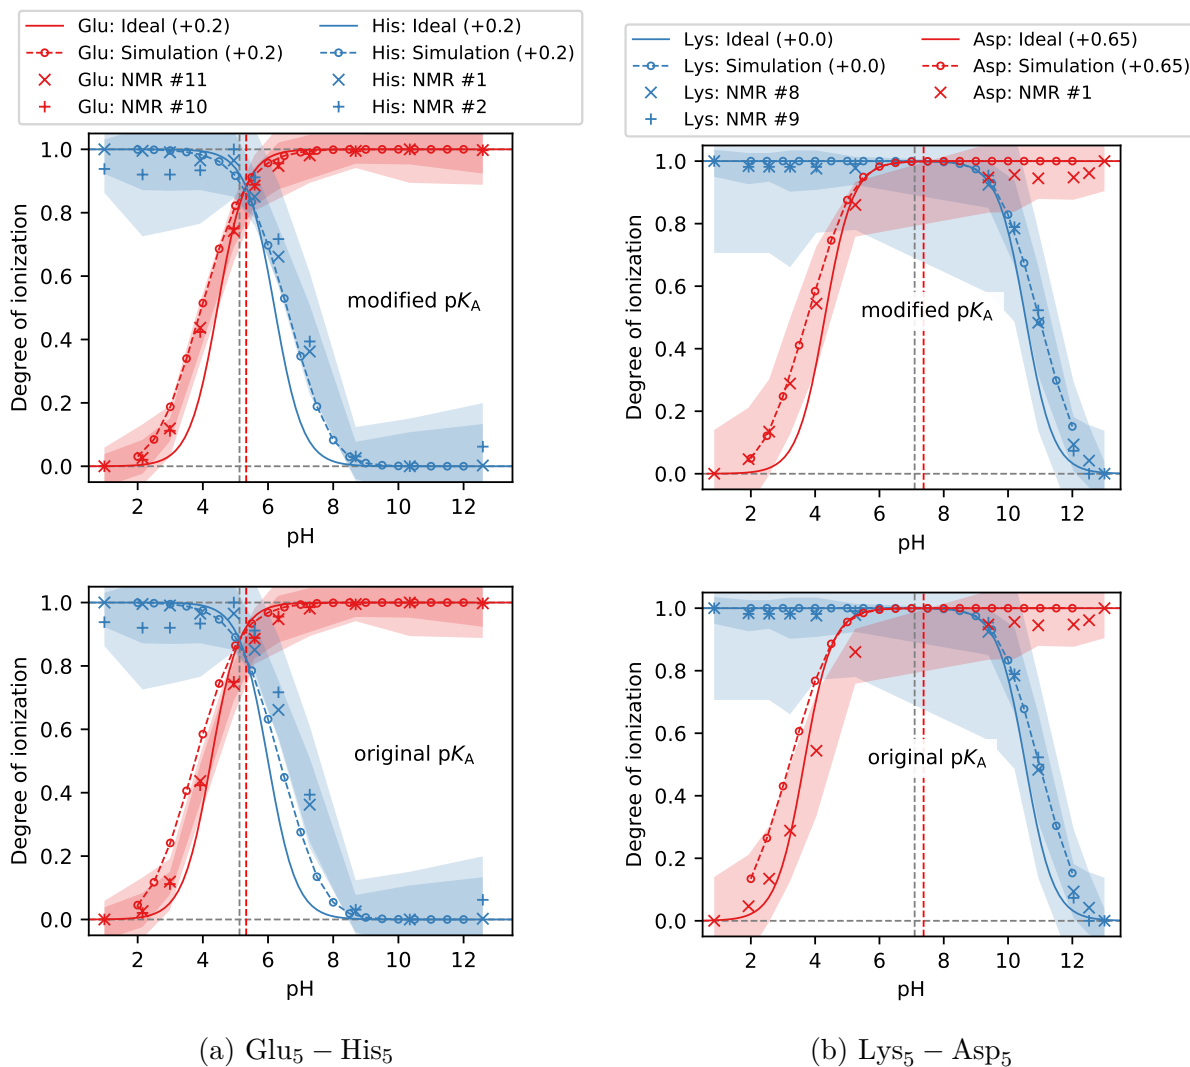 Glu: Ideal (+0.2)
His: Ideal (+0.2)
Glu: Simulation (+0.2)
His: Simulation (+0.2)
Glu: NMR #11
His: NMR #1
Glu: NMR #10
His: NMR #2
1.0
0.8
0.6
0.4
0.2
0.0
Degree of ionization
modified pKA
2 4 6 8 10 12
pH
Lys: Ideal (+0.0)
Asp: Ideal (+0.65)
Lys: Simulation (+0.0)
Asp: Simulation (+0.65)
Lys: NMR #8
Asp: NMR #1
Lys: NMR #9
1.0
0.8
0.6
0.4
0.2
0.0
Degree of ionization
modified pKA
2 4 6 8 10 12
pH
1.0
0.8
0.6
0.4
0.2
0.0
Degree of ionization
original pKA
2 4 6 8 10 12
pH
1.0
0.8
0.6
0.4
0.2
0.0
Degree of ionization
original pKA
2 4 6 8 10 12
pH
(a) Glu5 − His5
(b) Lys5 − Asp5